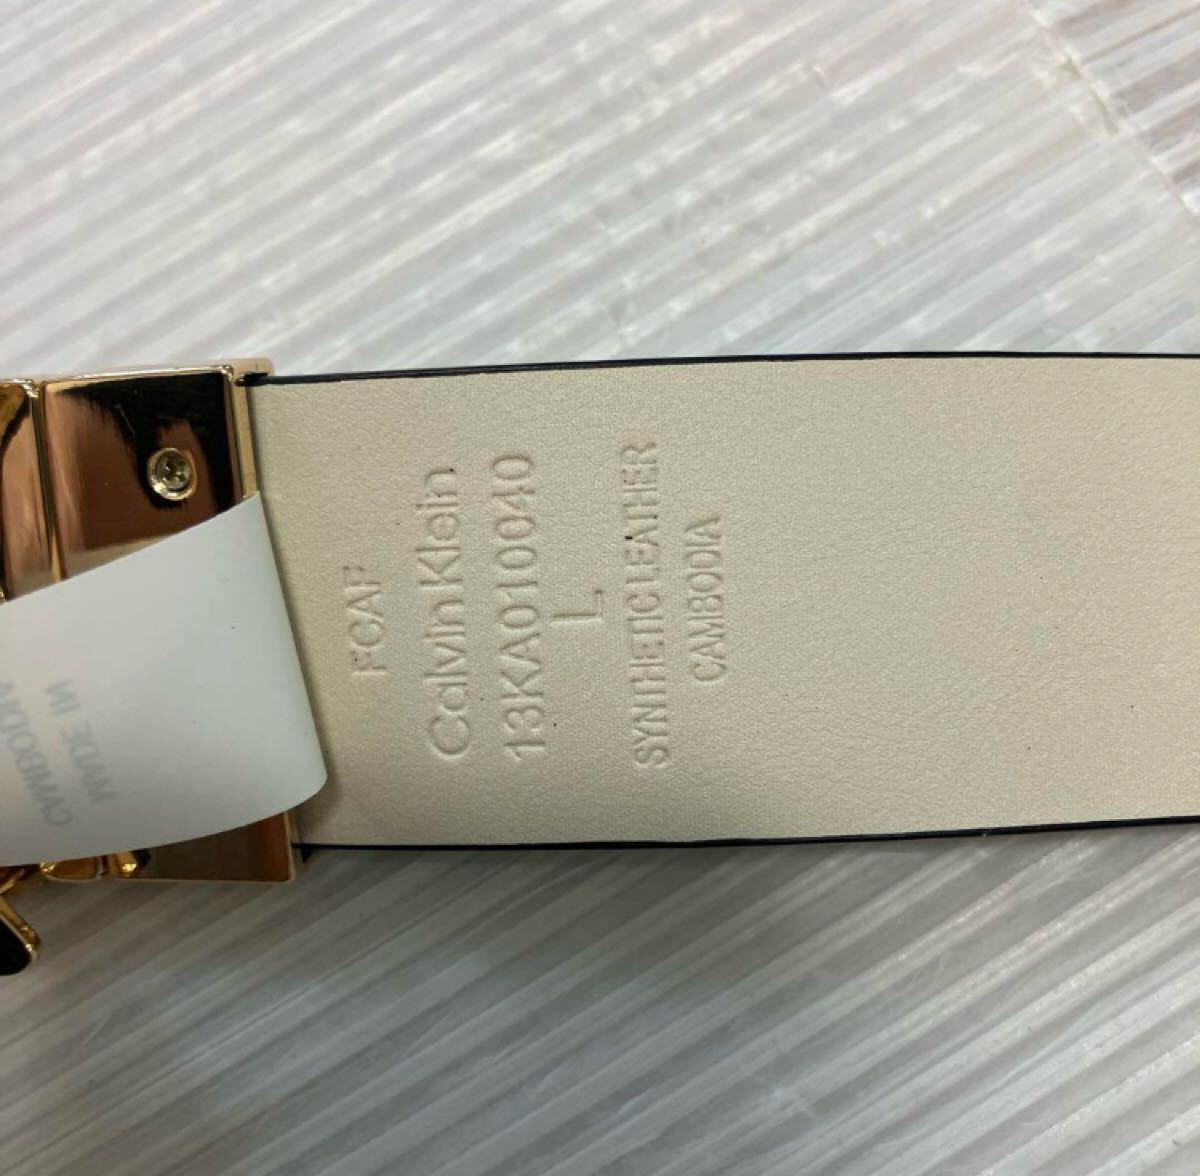 FCAF
Calvin Klein
13KA010040
L
SYNTHETIC LEATHER
CAMBODIA
MADE IN
CAMBODIA